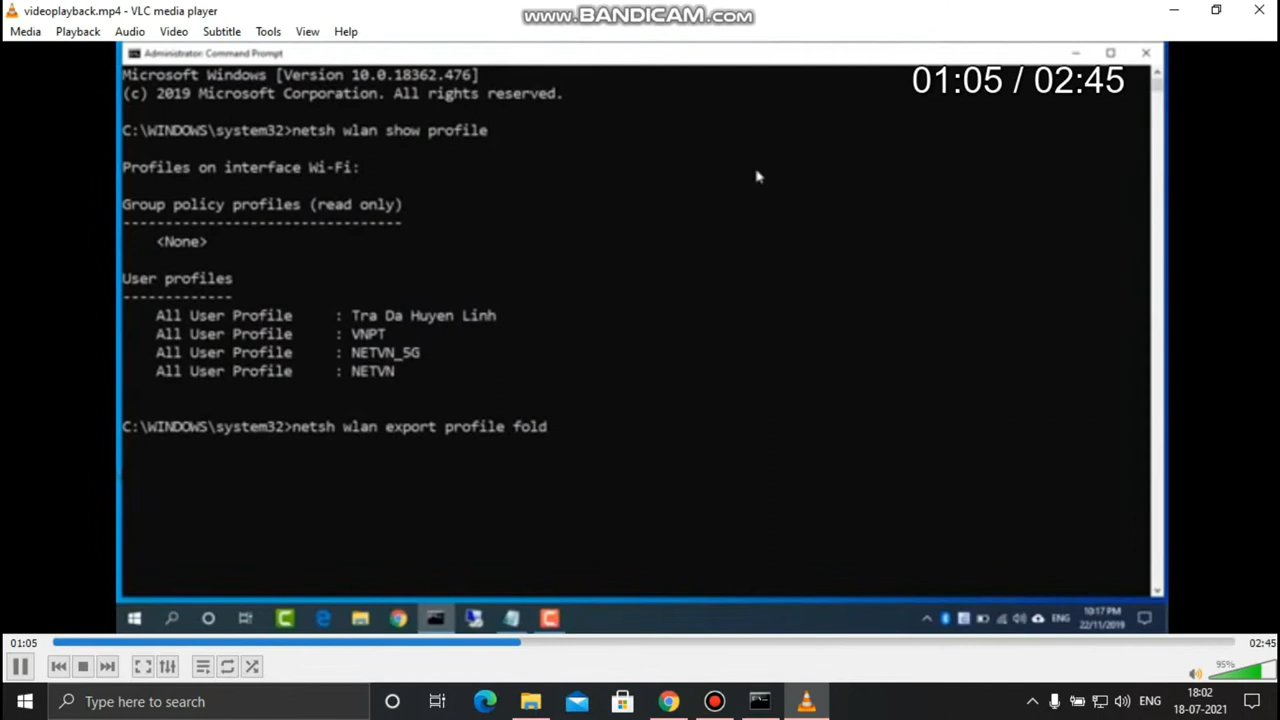 videoplayback.mp4 - VLC media player
www.BANDICAM.com
Media Playback Audio Video Subtitle Tools View Help
Administrator: Command Prompt
Microsoft Windows [Version 10.0.18362.476]
(c) 2019 Microsoft Corporation. All rights reserved.
01:05 / 02:45
C:\WINDOWS\system32>netsh wlan show profile
Profiles on interface Wi-Fi:
Group policy profiles (read only)
---------------------------------
<None>
User profiles
-------------
All User Profile : Tra Da Huyen Linh
All User Profile : VNPT
All User Profile : NETVN_5G
All User Profile : NETVN
C:\WINDOWS\system32>netsh wlan export profile fold
ENG
10:17 PM
22/11/2019
01:05
02:45
95%
Type here to search
ENG
18:02
18-07-2021